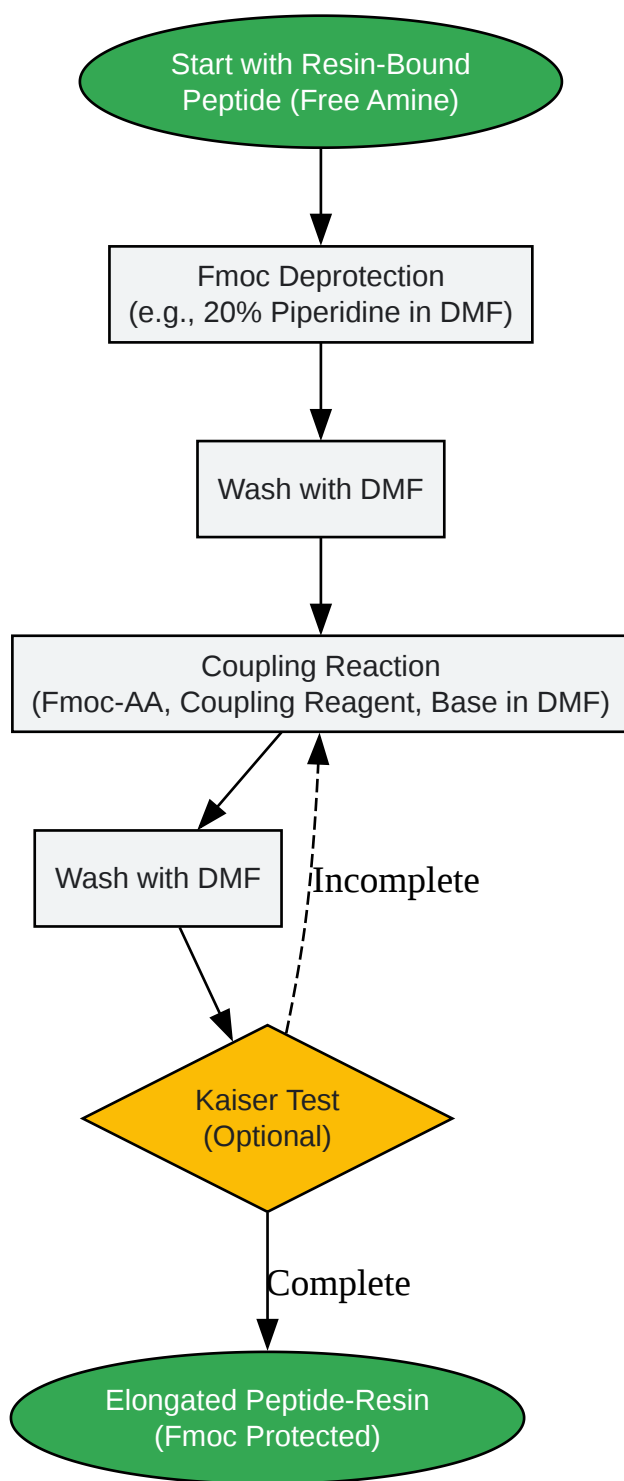 Start with Resin-Bound
Peptide (Free Amine)
Fmoc Deprotection
(e.g., 20% Piperidine in DMF)
Wash with DMF
Coupling Reaction
(Fmoc-AA, Coupling Reagent, Base in DMF)
Wash with DMF
Incomplete
Kaiser Test
(Optional)
Complete
Elongated Peptide-Resin
(Fmoc Protected)